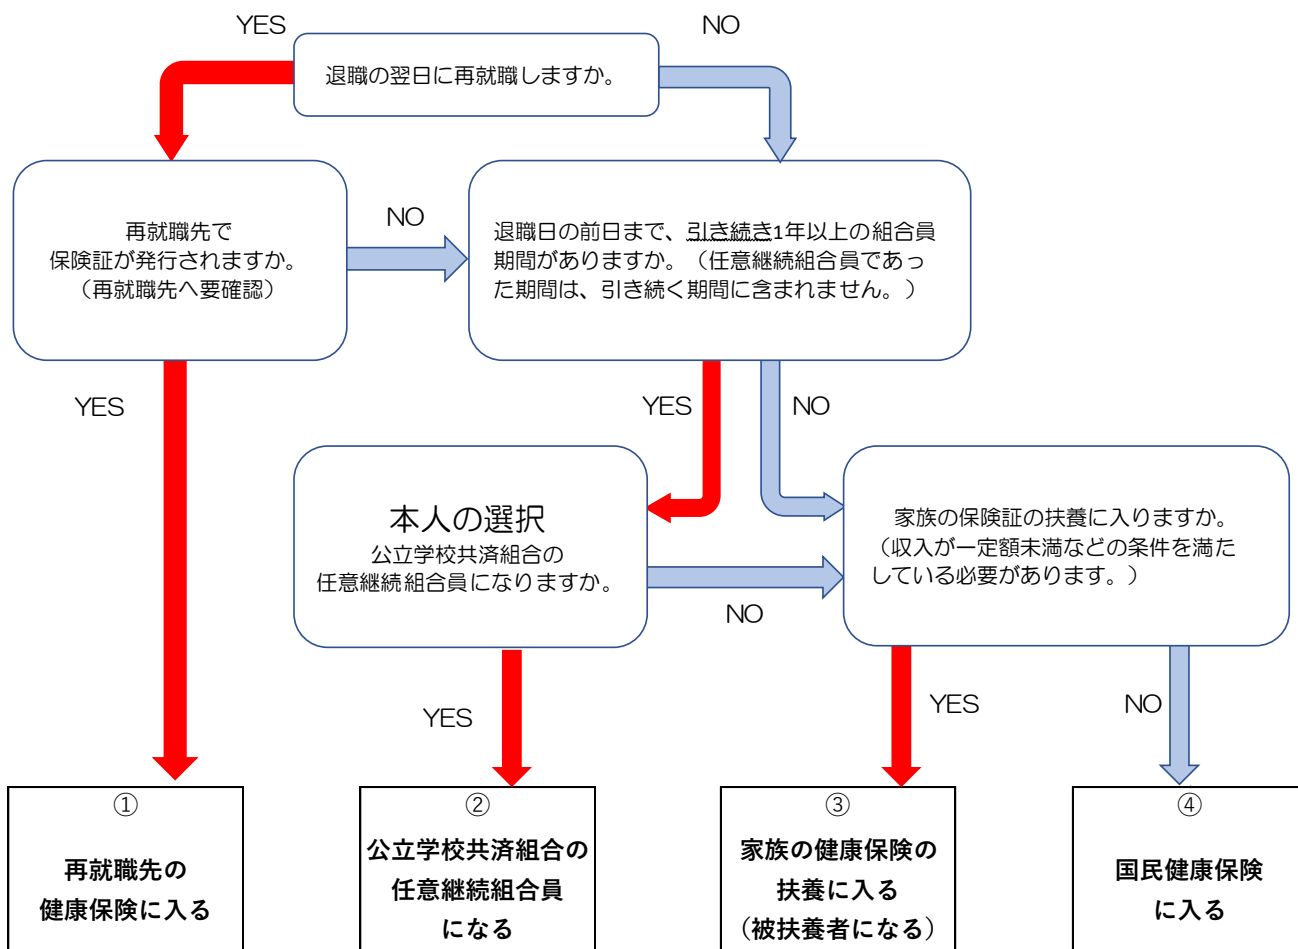 YES
NO
退職の翌日に再就職しますか。
再就職先で
保険証が発行されますか。
（再就職先へ要確認）
NO
退職日の前日まで、引き続き1年以上の組合員
期間がありますか。（任意継続組合員であっ
た期間は、引き続く期間に含まれません。）
YES
YES
NO
本人の選択
公立学校共済組合の
任意継続組合員になりますか。
NO
家族の保険証の扶養に入りますか。
（収入が一定額未満などの条件を満た
している必要があります。）
YES
YES
NO
①
再就職先の
健康保険に入る
②
公立学校共済組合の
任意継続組合員
になる
③
家族の健康保険の
扶養に入る
（被扶養者になる）
④
国民健康保険
に入る